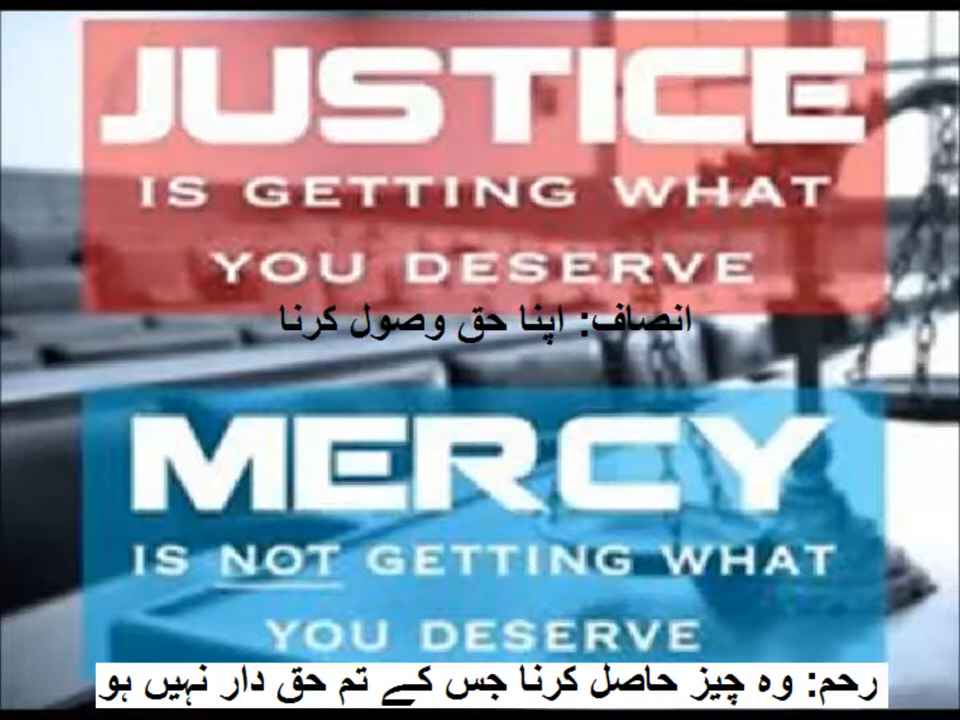 JUSTICE
IS GETTING WHAT
YOU DESERVE
انصاف: اپنا حق وصول کرنا
MERCY
IS NOT GETTING WHAT
YOU DESERVE
رحم: وہ چیز حاصل کرنا جس کے تم حق دار نہیں ہو